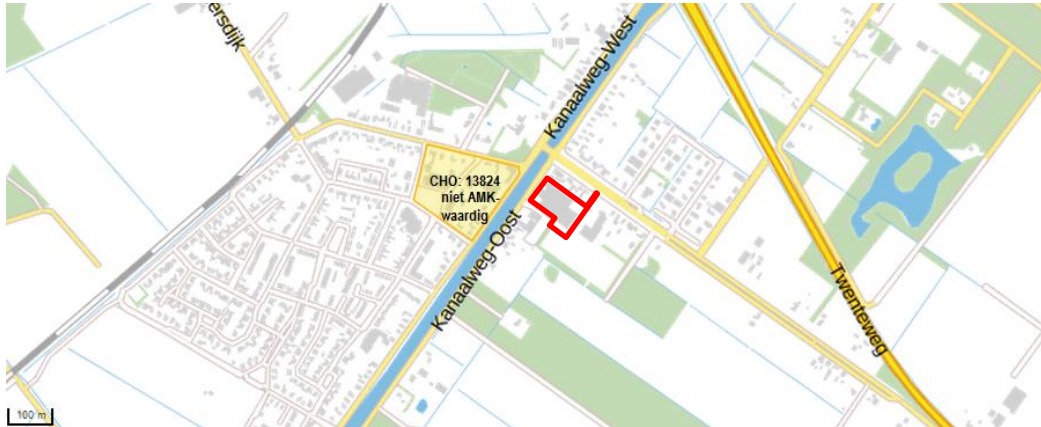 ersdijk
Kanaalweg-West
CHO: 13824
niet AMK-
waardig
Kanaalweg-Oost
Twenteweg
100 m